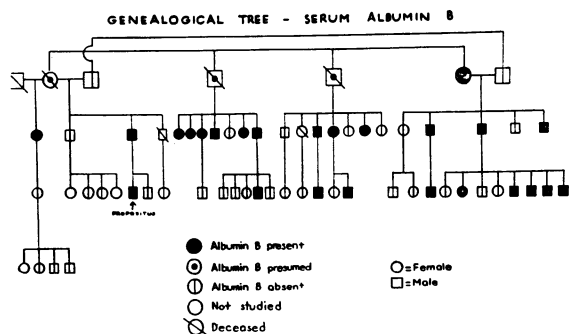 GENEALOGICAL TREE - SERUM ALBUMIN B
PROPOSITUS
Albumin B present
Albumin B presumed
Albumin B absent
Not studied
Deceased
=Female
=Male